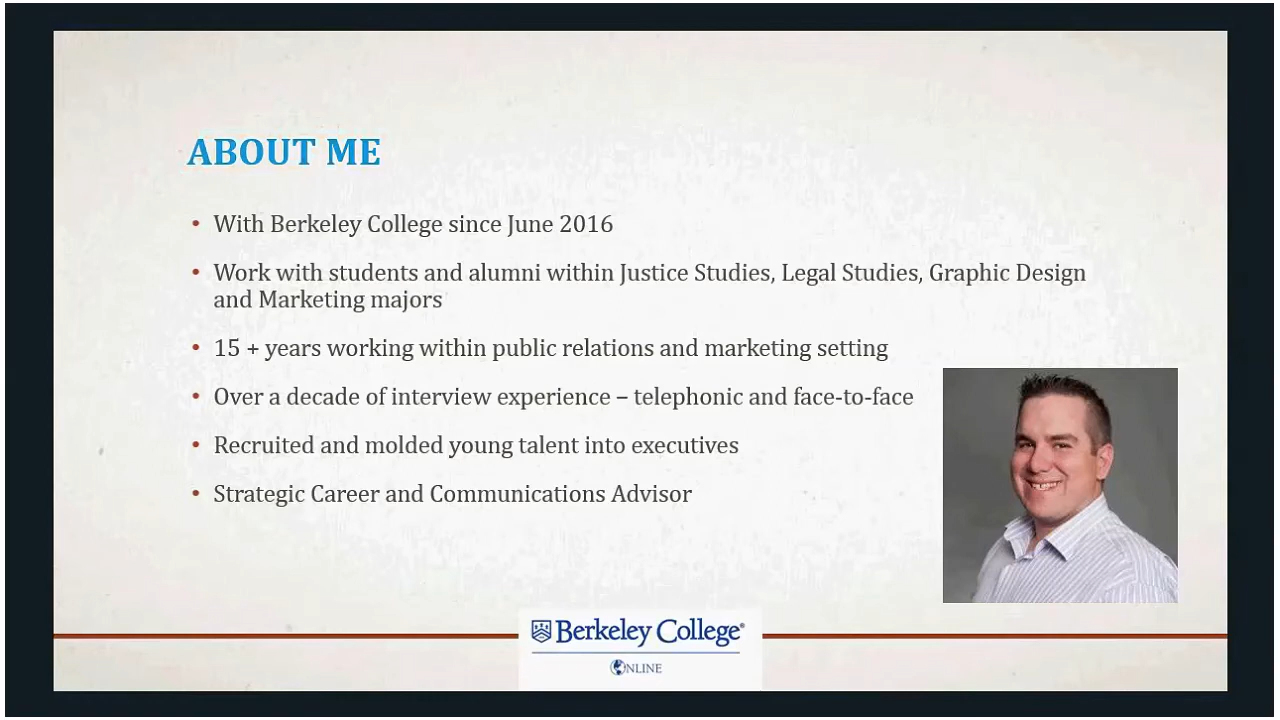 ABOUT ME
• With Berkeley College since June 2016
• Work with students and alumni within Justice Studies, Legal Studies, Graphic Design
and Marketing majors
• 15 + years working within public relations and marketing setting
• Over a decade of interview experience – telephonic and face-to-face
• Recruited and molded young talent into executives
• Strategic Career and Communications Advisor
Berkeley College®
ONLINE